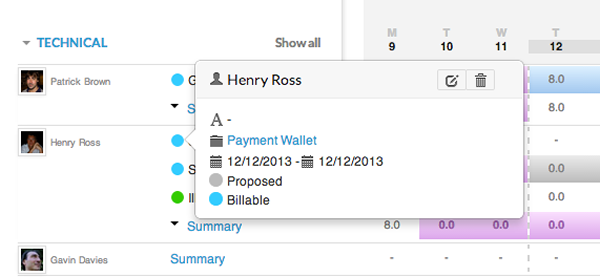 TECHNICAL Show all
M T W T
9 10 11 12
Patrick Brown G 8.0
S 8.0
Henry Ross
A -
Payment Wallet
12/12/2013 - 12/12/2013
Proposed
Billable
Henry Ross -
S -
Il 0.0
Summary 8.0 0.0 0.0 0.0
Gavin Davies Summary - - - -